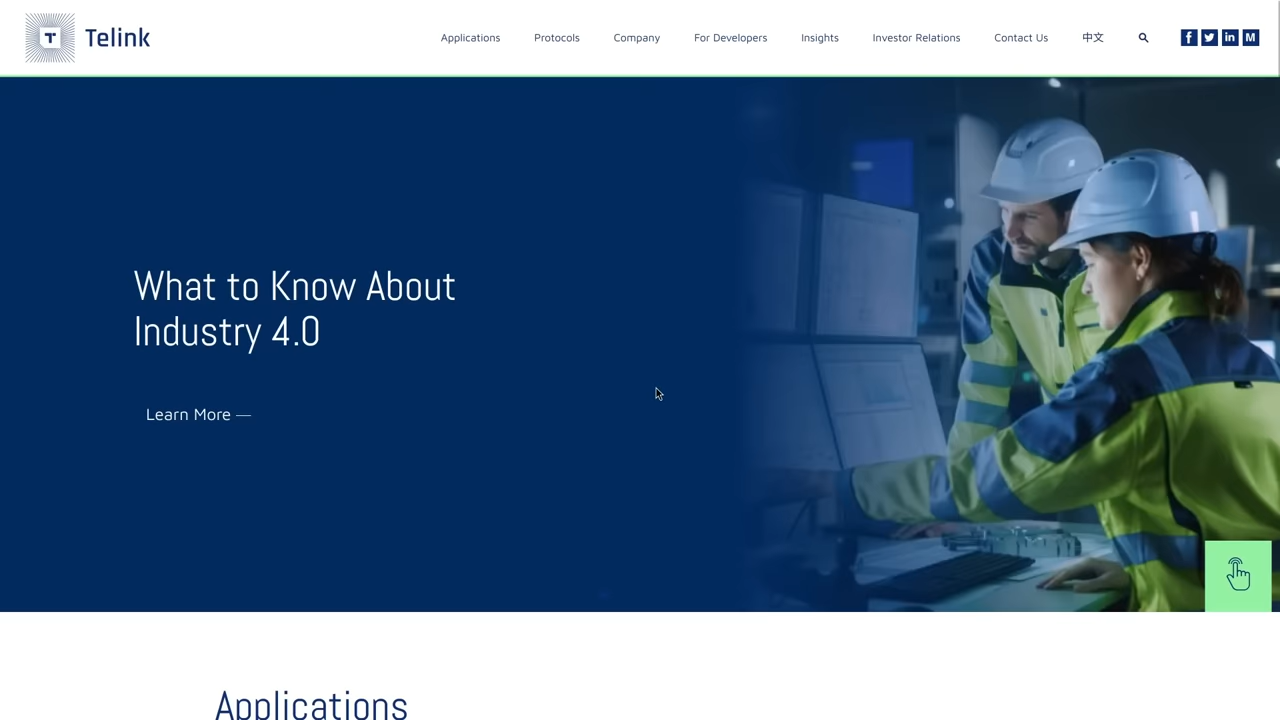 Telink
Applications
Protocols
Company
For Developers
Insights
Investor Relations
Contact Us
中文
What to Know About
Industry 4.0
Learn More —
Applications